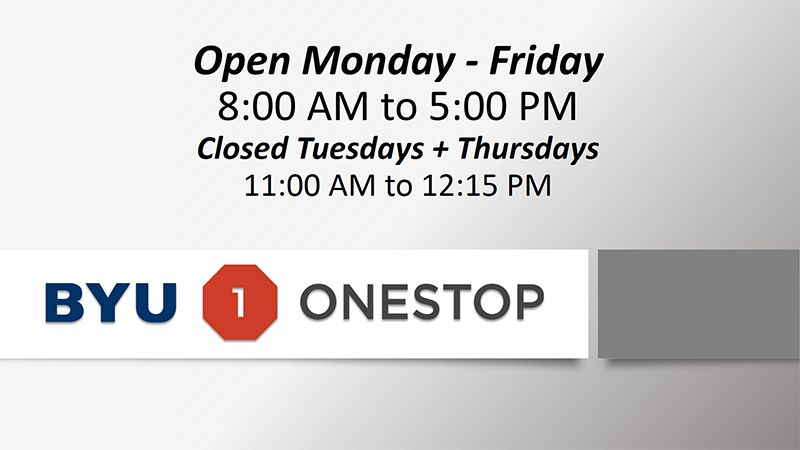 Open Monday - Friday
8:00 AM to 5:00 PM
Closed Tuesdays + Thursdays
11:00 AM to 12:15 PM
BYU 1 ONESTOP